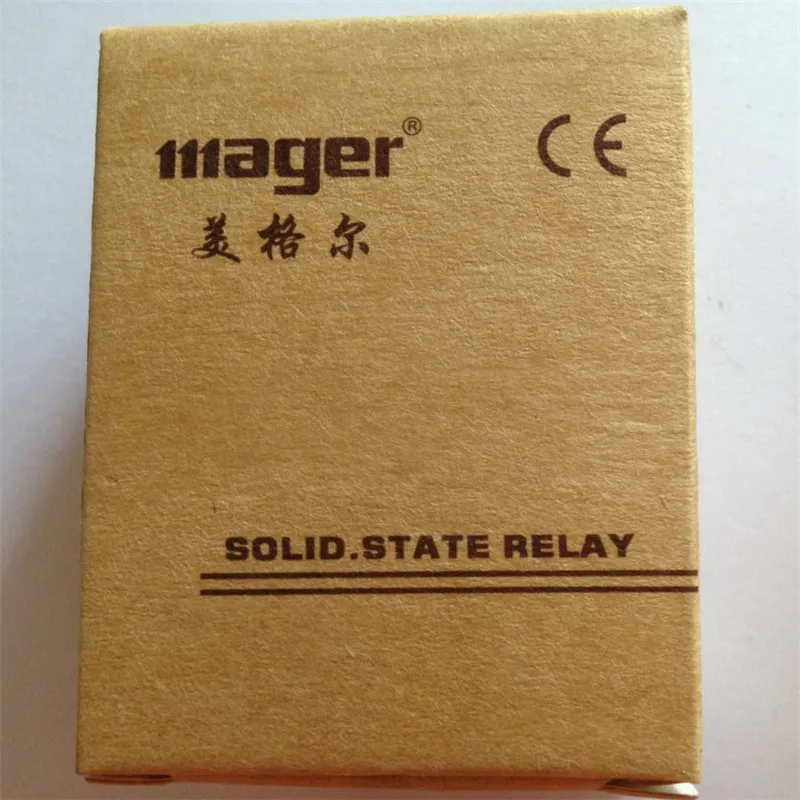 mager® CE
美格尔
SOLID.STATE RELAY